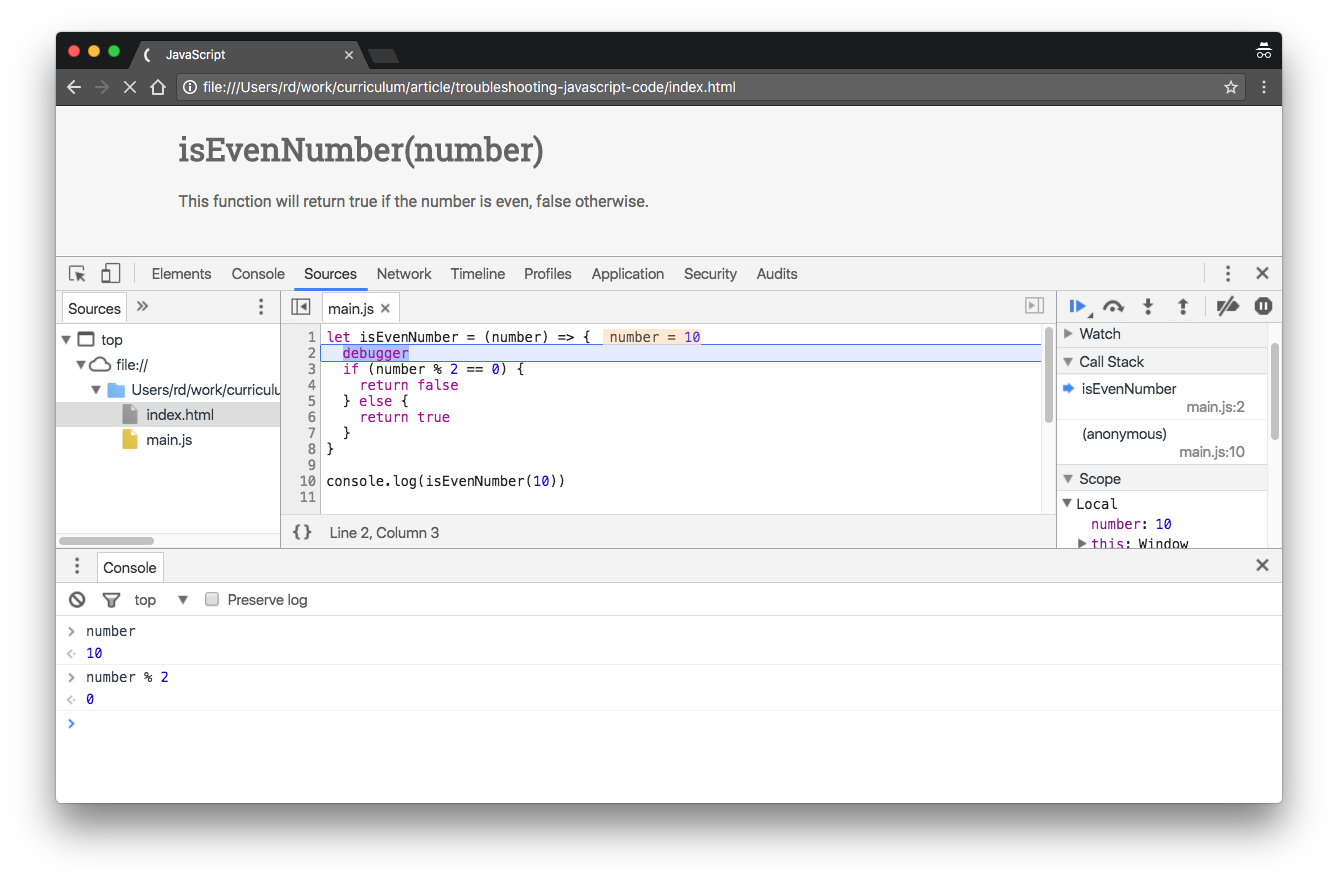 JavaScript
file:///Users/rd/work/curriculum/article/troubleshooting-javascript-code/index.html
isEvenNumber(number)
This function will return true if the number is even, false otherwise.
Elements Console Sources Network Timeline Profiles Application Security Audits
Sources
top
file://
Users/rd/work/curriculu
index.html
main.js
main.js
1 let isEvenNumber = (number) => { number = 10
2 debugger
3 if (number % 2 == 0) {
4 return false
5 } else {
6 return true
7 }
8 }
9
10 console.log(isEvenNumber(10))
11
{} Line 2, Column 3
Watch
Call Stack
isEvenNumber
main.js:2
(anonymous)
main.js:10
Scope
Local
number: 10
this: Window
Console
top Preserve log
> number
10
> number % 2
0
>